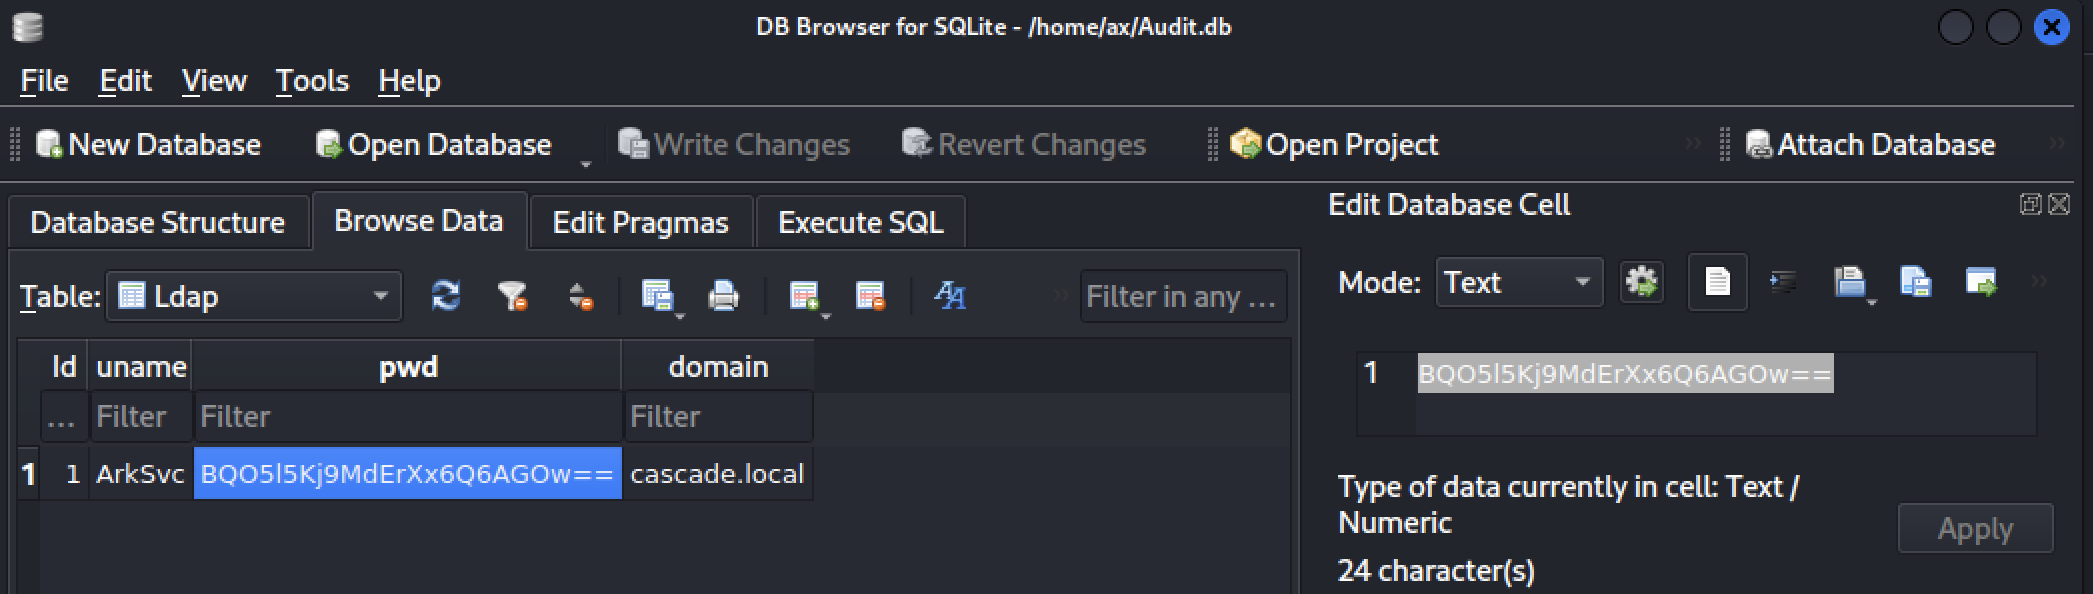 DB Browser for SQLite - /home/ax/Audit.db
File Edit View Tools Help
New Database Open Database Write Changes Revert Changes Open Project Attach Database
Database Structure Browse Data Edit Pragmas Execute SQL
Table: Ldap Filter in any ...
Id uname pwd domain
... Filter Filter Filter
1 1 ArkSvc BQO5l5Kj9MdErXx6Q6AGOw== cascade.local
Edit Database Cell
Mode: Text
1 BQO5l5Kj9MdErXx6Q6AGOw==
Type of data currently in cell: Text /
Numeric
Apply
24 character(s)